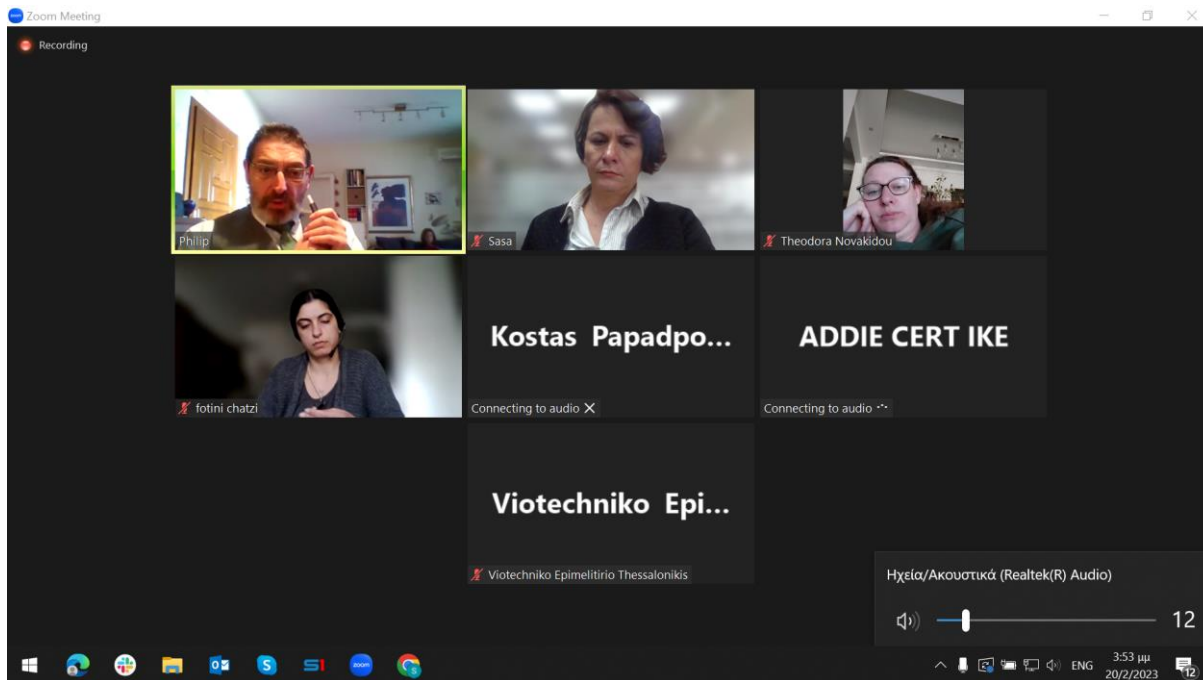 Zoom Meeting
Recording
Philip
Sasa
Theodora Novakidou
fotini chatzi
Kostas Papadpo...
Connecting to audio
ADDIE CERT IKE
Connecting to audio
Viotechniko Epi...
Viotechniko Epimelitirio Thessalonikis
Ηχεία/Ακουστικά (Realtek(R) Audio)
12
ENG
3:53 μμ
20/2/2023
12